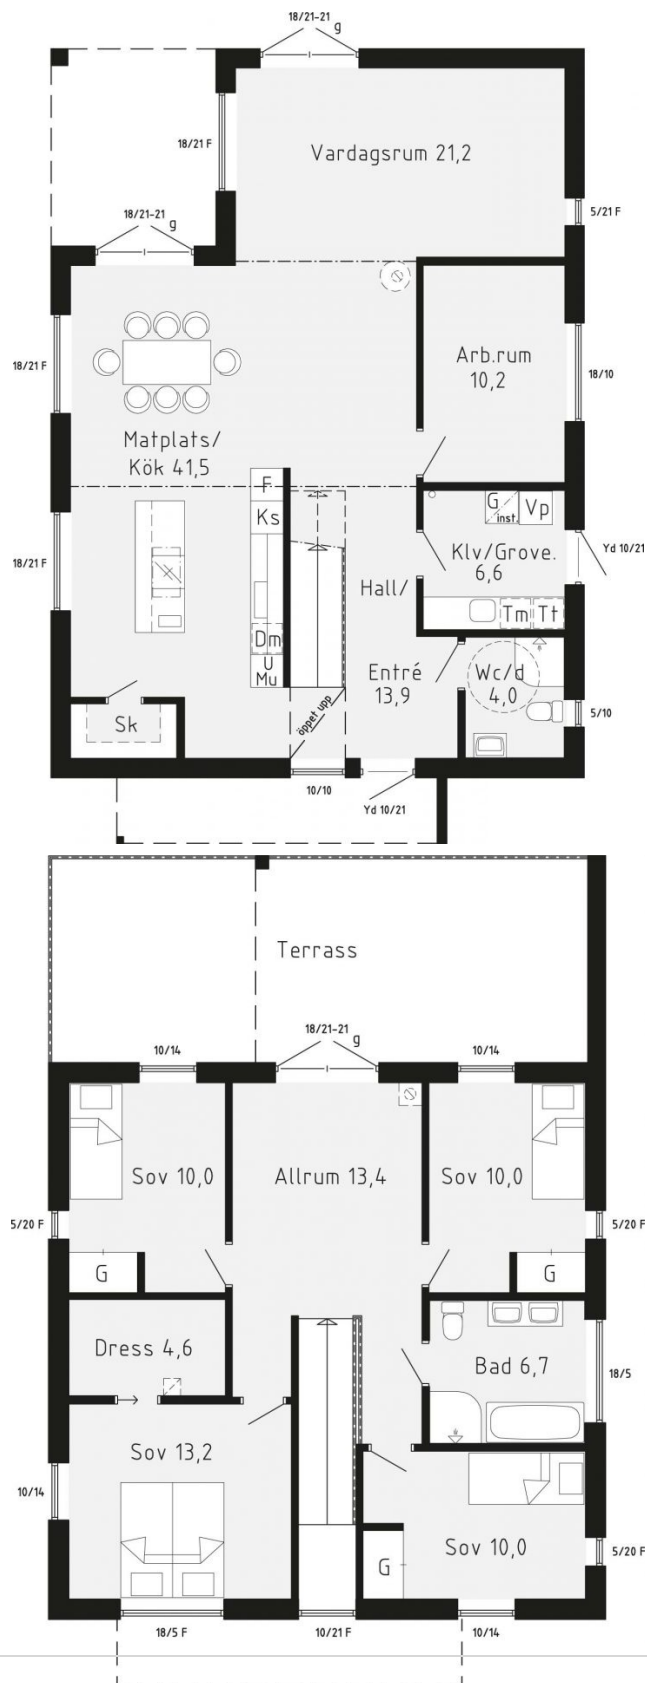 18/21-21
g
18/21 F
Vardagsrum 21,2
18/21-21
g
5/21 F
18/21 F
Arb.rum
10,2
18/10
Matplats/
Kök 41,5
F
Ks
G
inst.
Vp
18/21 F
Klv/Grove.
6,6
Yd 10/21
Hall/
Tm
Tt
Dm
U
Mu
Entré
13,9
Wc/d
4,0
Sk
öppet upp
5/10
10/10
Yd 10/21
Terrass
18/21-21
g
10/14
10/14
Sov 10,0
Allrum 13,4
Sov 10,0
5/20 F
5/20 F
G
G
Dress 4,6
Bad 6,7
18/5
Sov 13,2
10/14
Sov 10,0
5/20 F
G
18/5 F
10/21 F
10/14